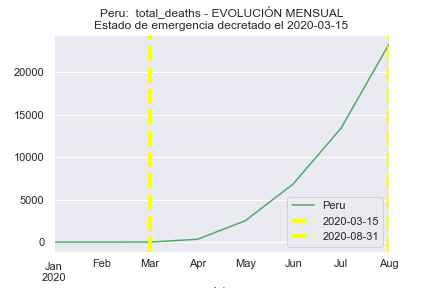 Peru:  total_deaths - EVOLUCIÓN MENSUAL
Estado de emergencia decretado el 2020-03-15
20000
15000
10000
5000
0
Peru
2020-03-15
2020-08-31
Jan Feb Mar Apr May Jun Jul Aug
2020